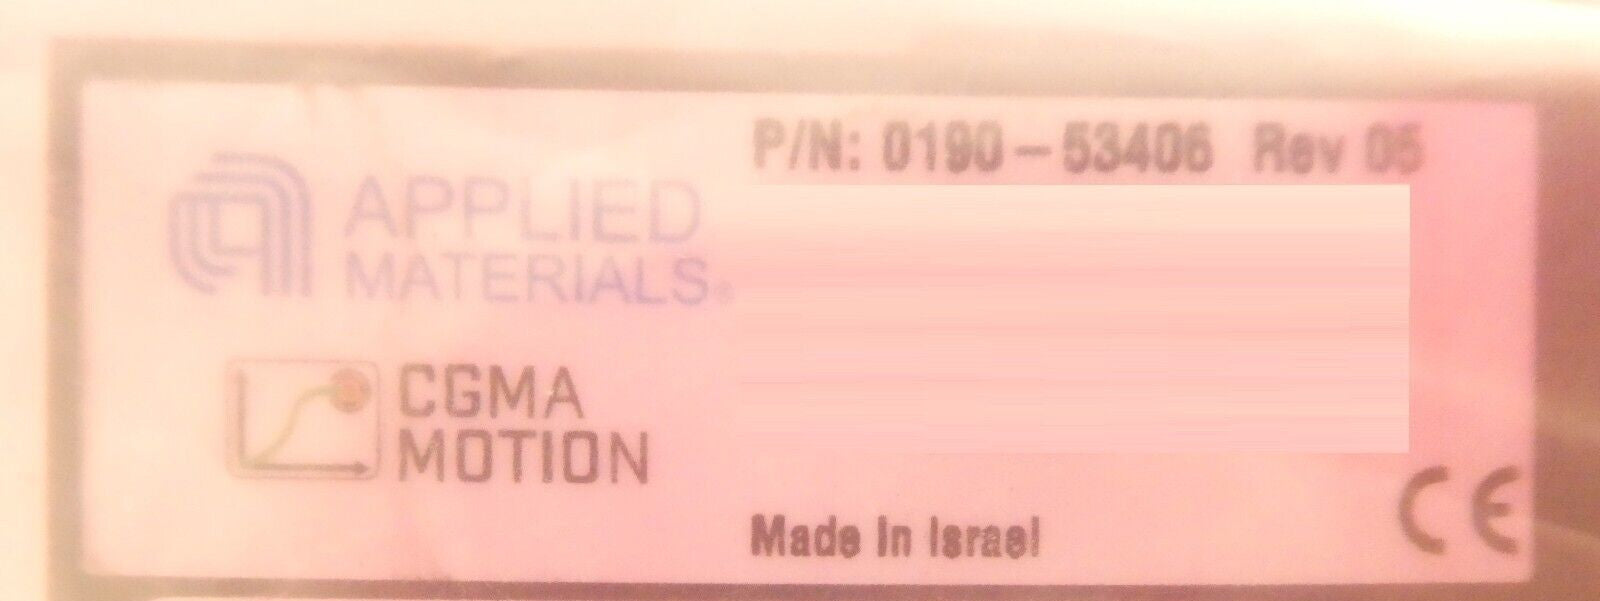 P/N: 0190-53406 Rev 05
APPLIED
MATERIALS®
CGMA
MOTION
Made In Israel
CE